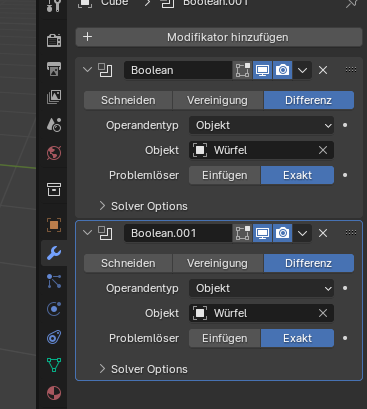 Cube > Boolean.001
+ Modifikator hinzufügen
Boolean
Schneiden Vereinigung Differenz
Operandentyp Objekt
Objekt Würfel
Problemlöser Einfügen Exakt
Solver Options
Boolean.001
Schneiden Vereinigung Differenz
Operandentyp Objekt
Objekt Würfel
Problemlöser Einfügen Exakt
Solver Options